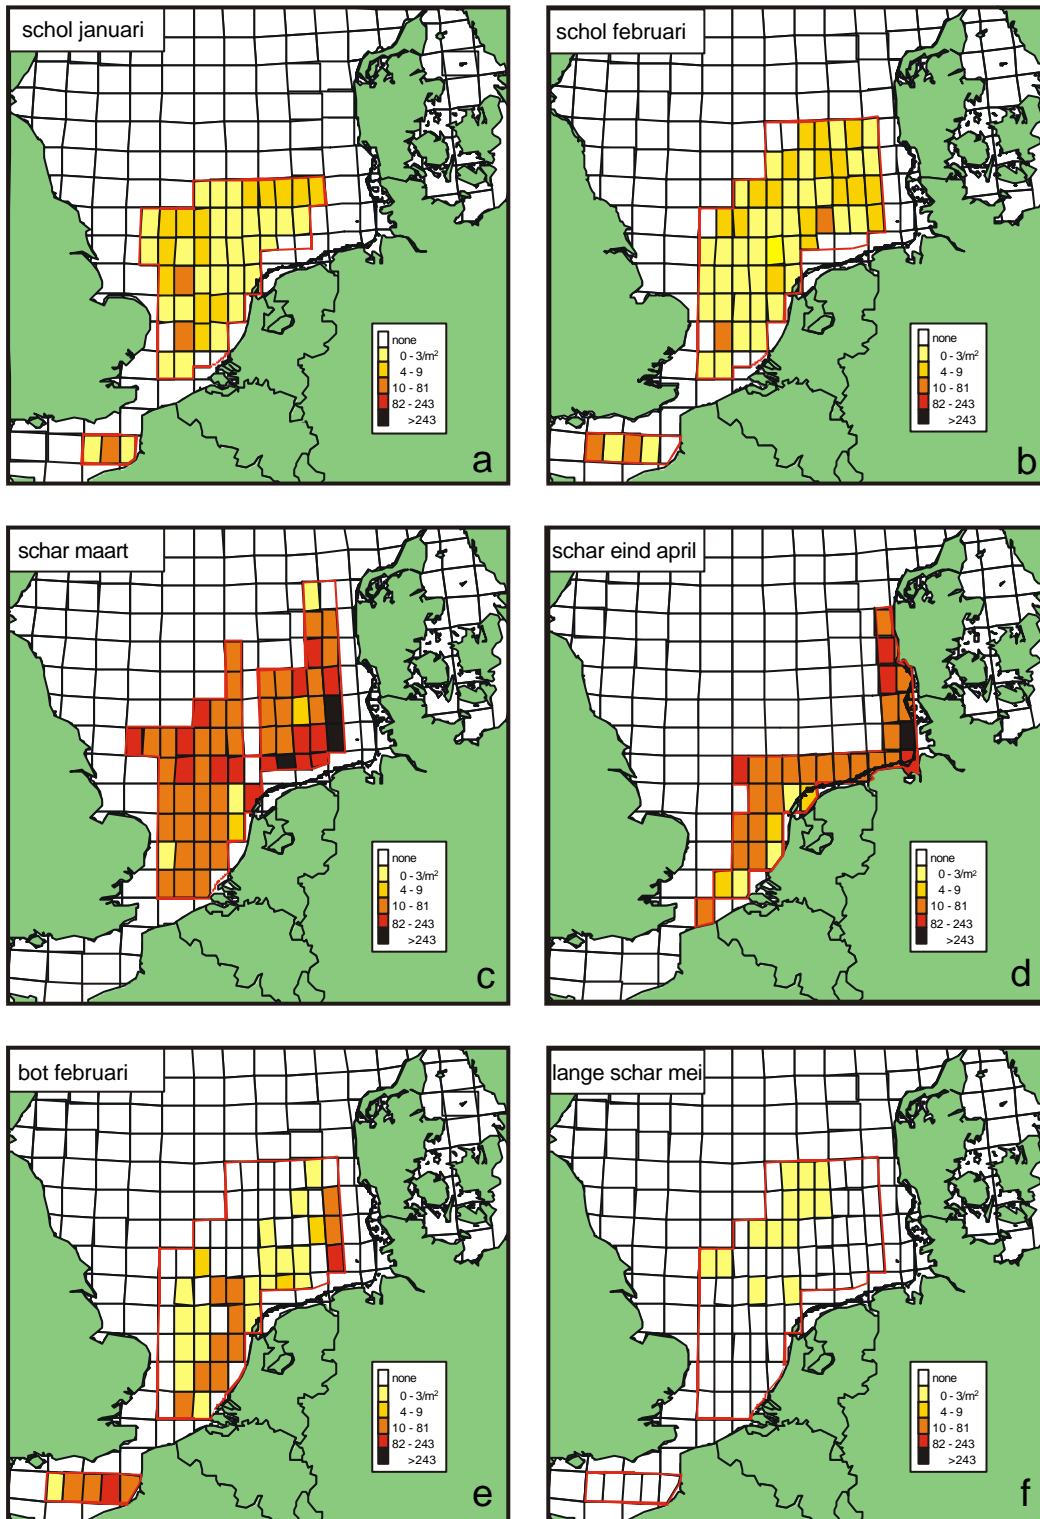 schol januari
none
0 - 3/m²
4 - 9
10 - 81
82 - 243
>243
a
schol februari
none
0 - 3/m²
4 - 9
10 - 81
82 - 243
>243
b
schar maart
none
0 - 3/m²
4 - 9
10 - 81
82 - 243
>243
c
schar eind april
none
0 - 3/m²
4 - 9
10 - 81
82 - 243
>243
d
bot februari
none
0 - 3/m²
4 - 9
10 - 81
82 - 243
>243
e
lange schar mei
none
0 - 3/m²
4 - 9
10 - 81
82 - 243
>243
f